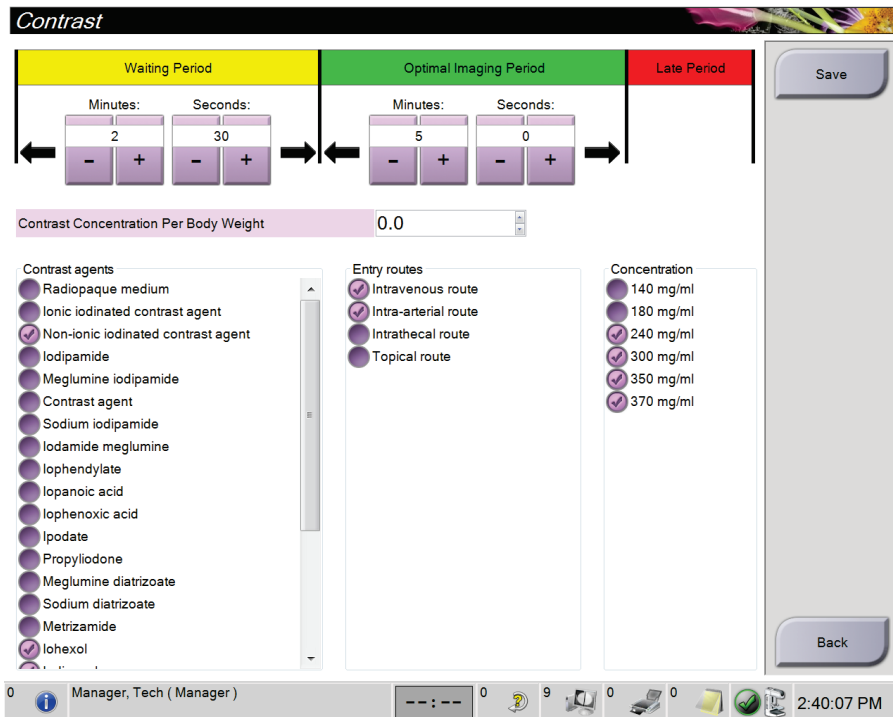 Contrast
Waiting Period Optimal Imaging Period Late Period
Save
Minutes: Seconds: Minutes: Seconds:
2 30 5 0
- + - + - + - +
Contrast Concentration Per Body Weight 0.0
Contrast agents
Radiopaque medium
Ionic iodinated contrast agent
Non-ionic iodinated contrast agent
Iodipamide
Meglumine iodipamide
Contrast agent
Sodium iodipamide
Iodamide meglumine
Iophendylate
Iopanoic acid
Iophenoxic acid
Ipodate
Propyliodone
Meglumine diatrizoate
Sodium diatrizoate
Metrizamide
Iohexol
Entry routes
Intravenous route
Intra-arterial route
Intrathecal route
Topical route
Concentration
140 mg/ml
180 mg/ml
240 mg/ml
300 mg/ml
350 mg/ml
370 mg/ml
Back
0 Manager, Tech ( Manager ) --:-- 0 9 0 0 2:40:07 PM